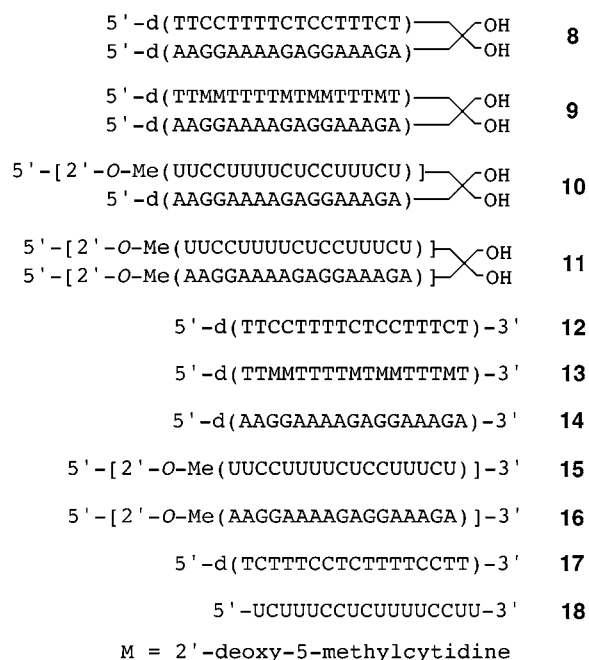 5'-d(TTCCTTTTCTCCTTTCT) OH
8
5'-d(AAGGAAAAGAGGAAAGA) OH
5'-d(TTMMTTTTMTMMTTTMT) OH
9
5'-d(AAGGAAAAGAGGAAAGA) OH
5'-[2'-O-Me(UUCCUUUUCUCCUUUCU)] OH
10
5'-d(AAGGAAAAGAGGAAAGA) OH
5'-[2'-O-Me(UUCCUUUUCUCCUUUCU)] OH
11
5'-[2'-O-Me(AAGGAAAAGAGGAAAGA)] OH
5'-d(TTCCTTTTCTCCTTTCT)-3' 12
5'-d(TTMMTTTTMTMMTTTMT)-3' 13
5'-d(AAGGAAAAGAGGAAAGA)-3' 14
5'-[2'-O-Me(UUCCUUUUCUCCUUUCU)]-3' 15
5'-[2'-O-Me(AAGGAAAAGAGGAAAGA)]-3' 16
5'-d(TCTTTCCTCTTTTCCTT)-3' 17
5'-UCUUUCCUCUUUUCCUU-3' 18
M = 2'-deoxy-5-methylcytidine